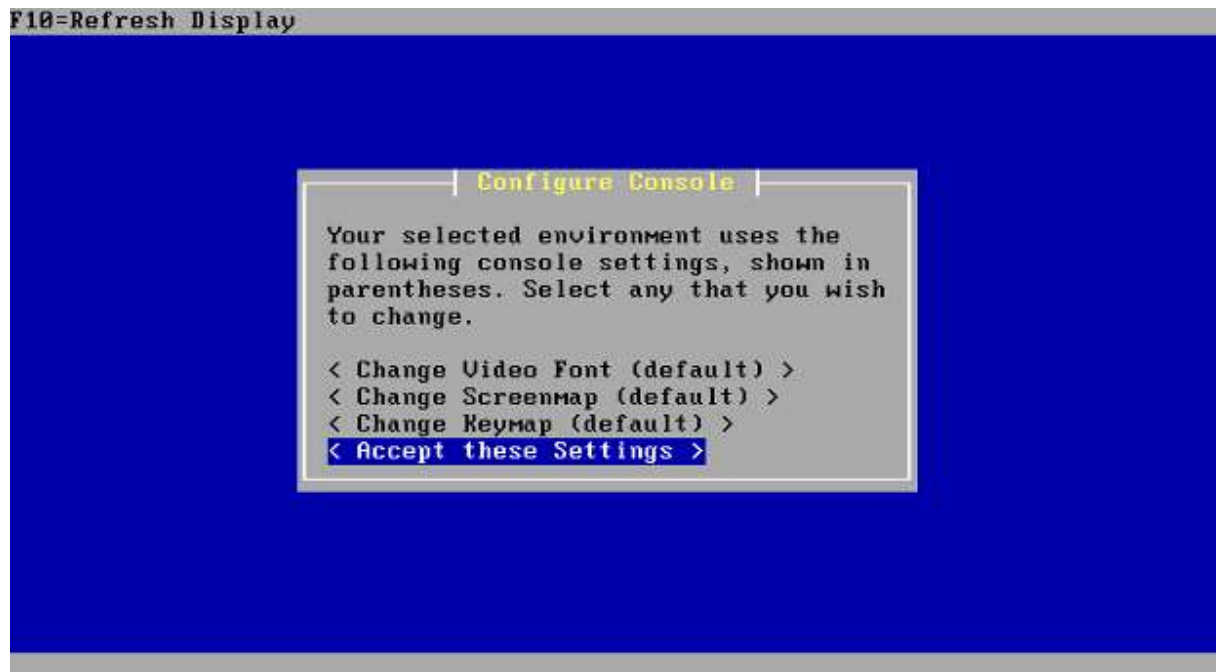 F10=Refresh Display
Configure Console
Your selected environment uses the
following console settings, shown in
parentheses. Select any that you wish
to change.
< Change Video Font (default) >
< Change Screenmap (default) >
< Change Keymap (default) >
< Accept these Settings >